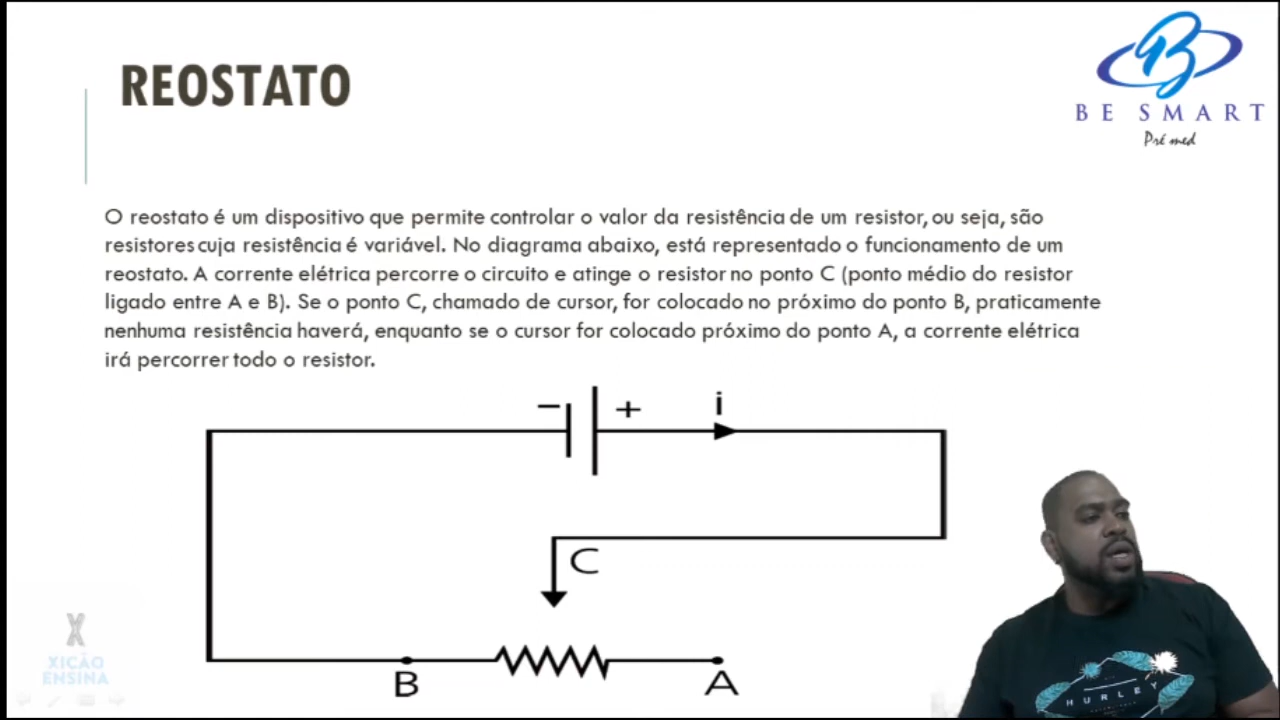 REOSTATO
BE SMART
Pré med
O reostato é um dispositivo que permite controlar o valor da resistência de um resistor, ou seja, são
resistores cuja resistência é variável. No diagrama abaixo, está representado o funcionamento de um
reostato. A corrente elétrica percorre o circuito e atinge o resistor no ponto C (ponto médio do resistor
ligado entre A e B). Se o ponto C, chamado de cursor, for colocado no próximo do ponto B, praticamente
nenhuma resistência haverá, enquanto se o cursor for colocado próximo do ponto A, a corrente elétrica
irá percorrer todo o resistor.
− + i
C
B A
X
XICÃO
ENSINA
HURLEY